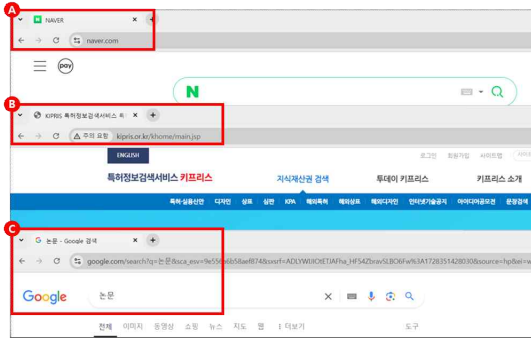 A
NAVER
naver.com
pay
N
B
KIPRIS 특허정보검색서비스 키
주의 요함 kipris.or.kr/khome/main.jsp
ENGLISH
로그인 회원가입 사이트맵
특허정보검색서비스 키프리스 지식재산권 검색 투데이 키프리스 키프리스 소개
특허·실용신안 디자인 상표 심판 KPA 해외특허 해외상표 해외디자인 인터넷기술공지 아이디어공모전 문장검색
C
논문 - Google 검색
Google 논문
전체 이미지 동영상 쇼핑 뉴스 지도 웹 더보기 도구